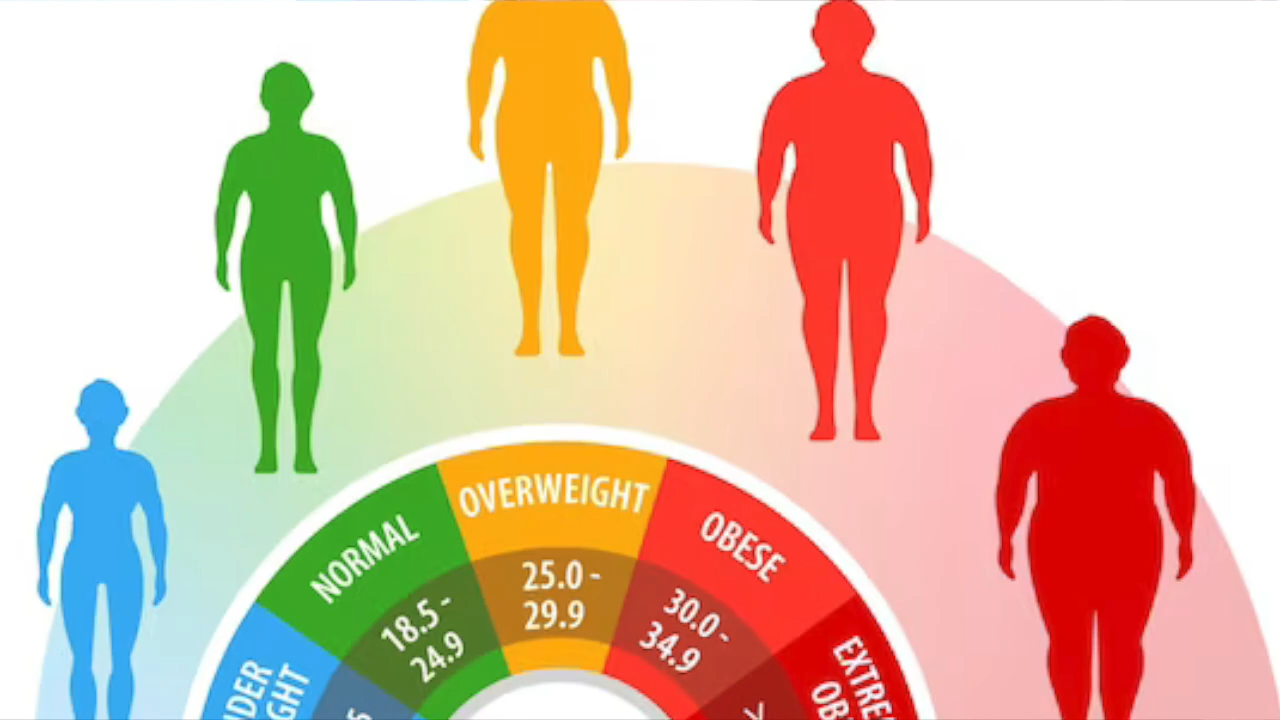 NORMAL
18.5 -
24.9
OVERWEIGHT
25.0 -
29.9
OBESE
30.0 -
34.9